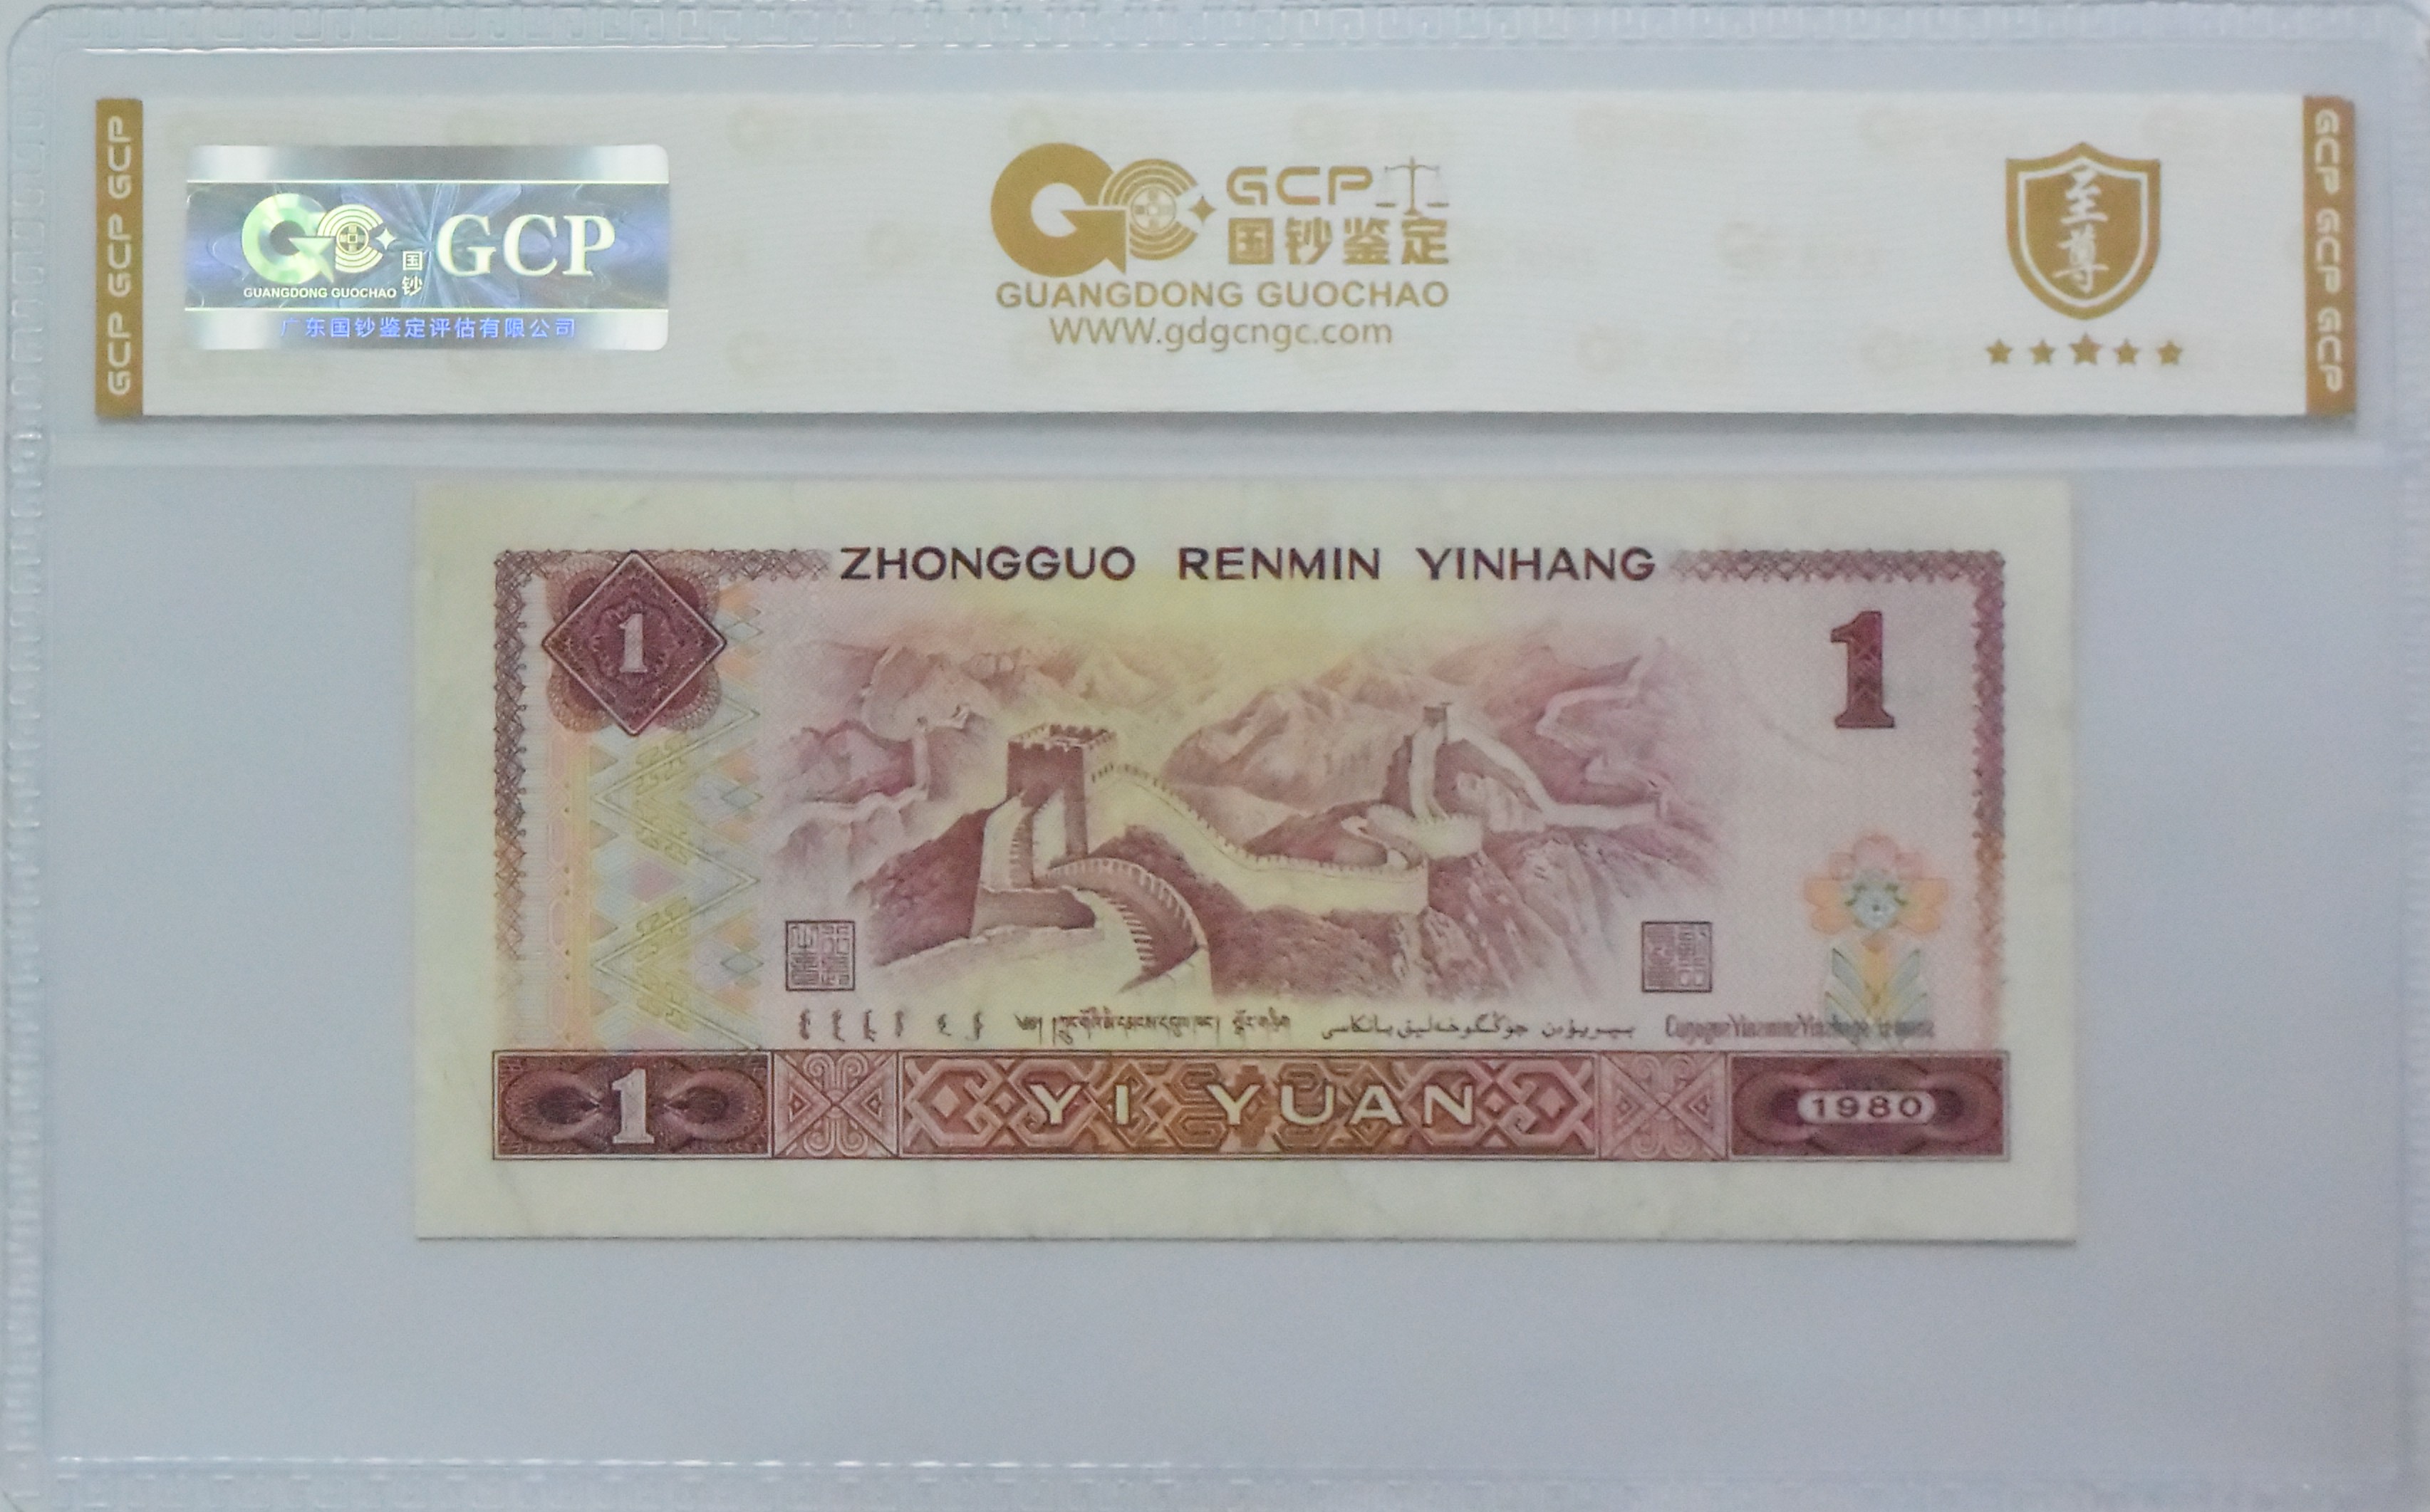 GCP GCP GCP
国钞 GCP
GUANGDONG GUOCHAO
广东国钞鉴定评估有限公司
GCP
国钞鉴定
GUANGDONG GUOCHAO
WWW.gdgcngc.com
至尊
GCP GCP GCP
ZHONGGUO RENMIN YINHANG
1
1
1
YI YUAN
1980